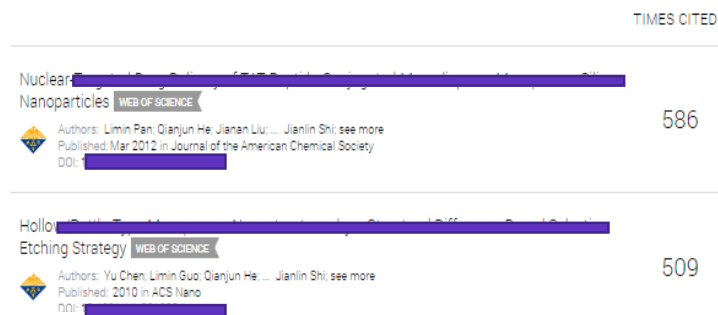 TIMES CITED
Nuclear-
Nanoparticles WEB OF SCIENCE
586
Authors: Limin Pan; Qianjun He; Jianan Liu; ... Jianlin Shi; see more
Published: Mar 2012 in Journal of the American Chemical Society
DOI: 1
Hollow
Etching Strategy WEB OF SCIENCE
509
Authors: Yu Chen; Limin Guo; Qianjun He; ... Jianlin Shi; see more
Published: 2010 in ACS Nano
DOI: 1